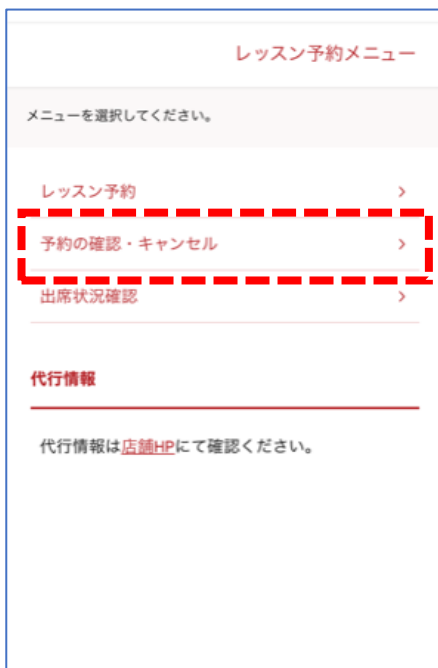 レッスン予約メニュー
メニューを選択してください。
レッスン予約 >
予約の確認・キャンセル >
出席状況確認 >
代行情報
代行情報は店舗HPにて確認ください。